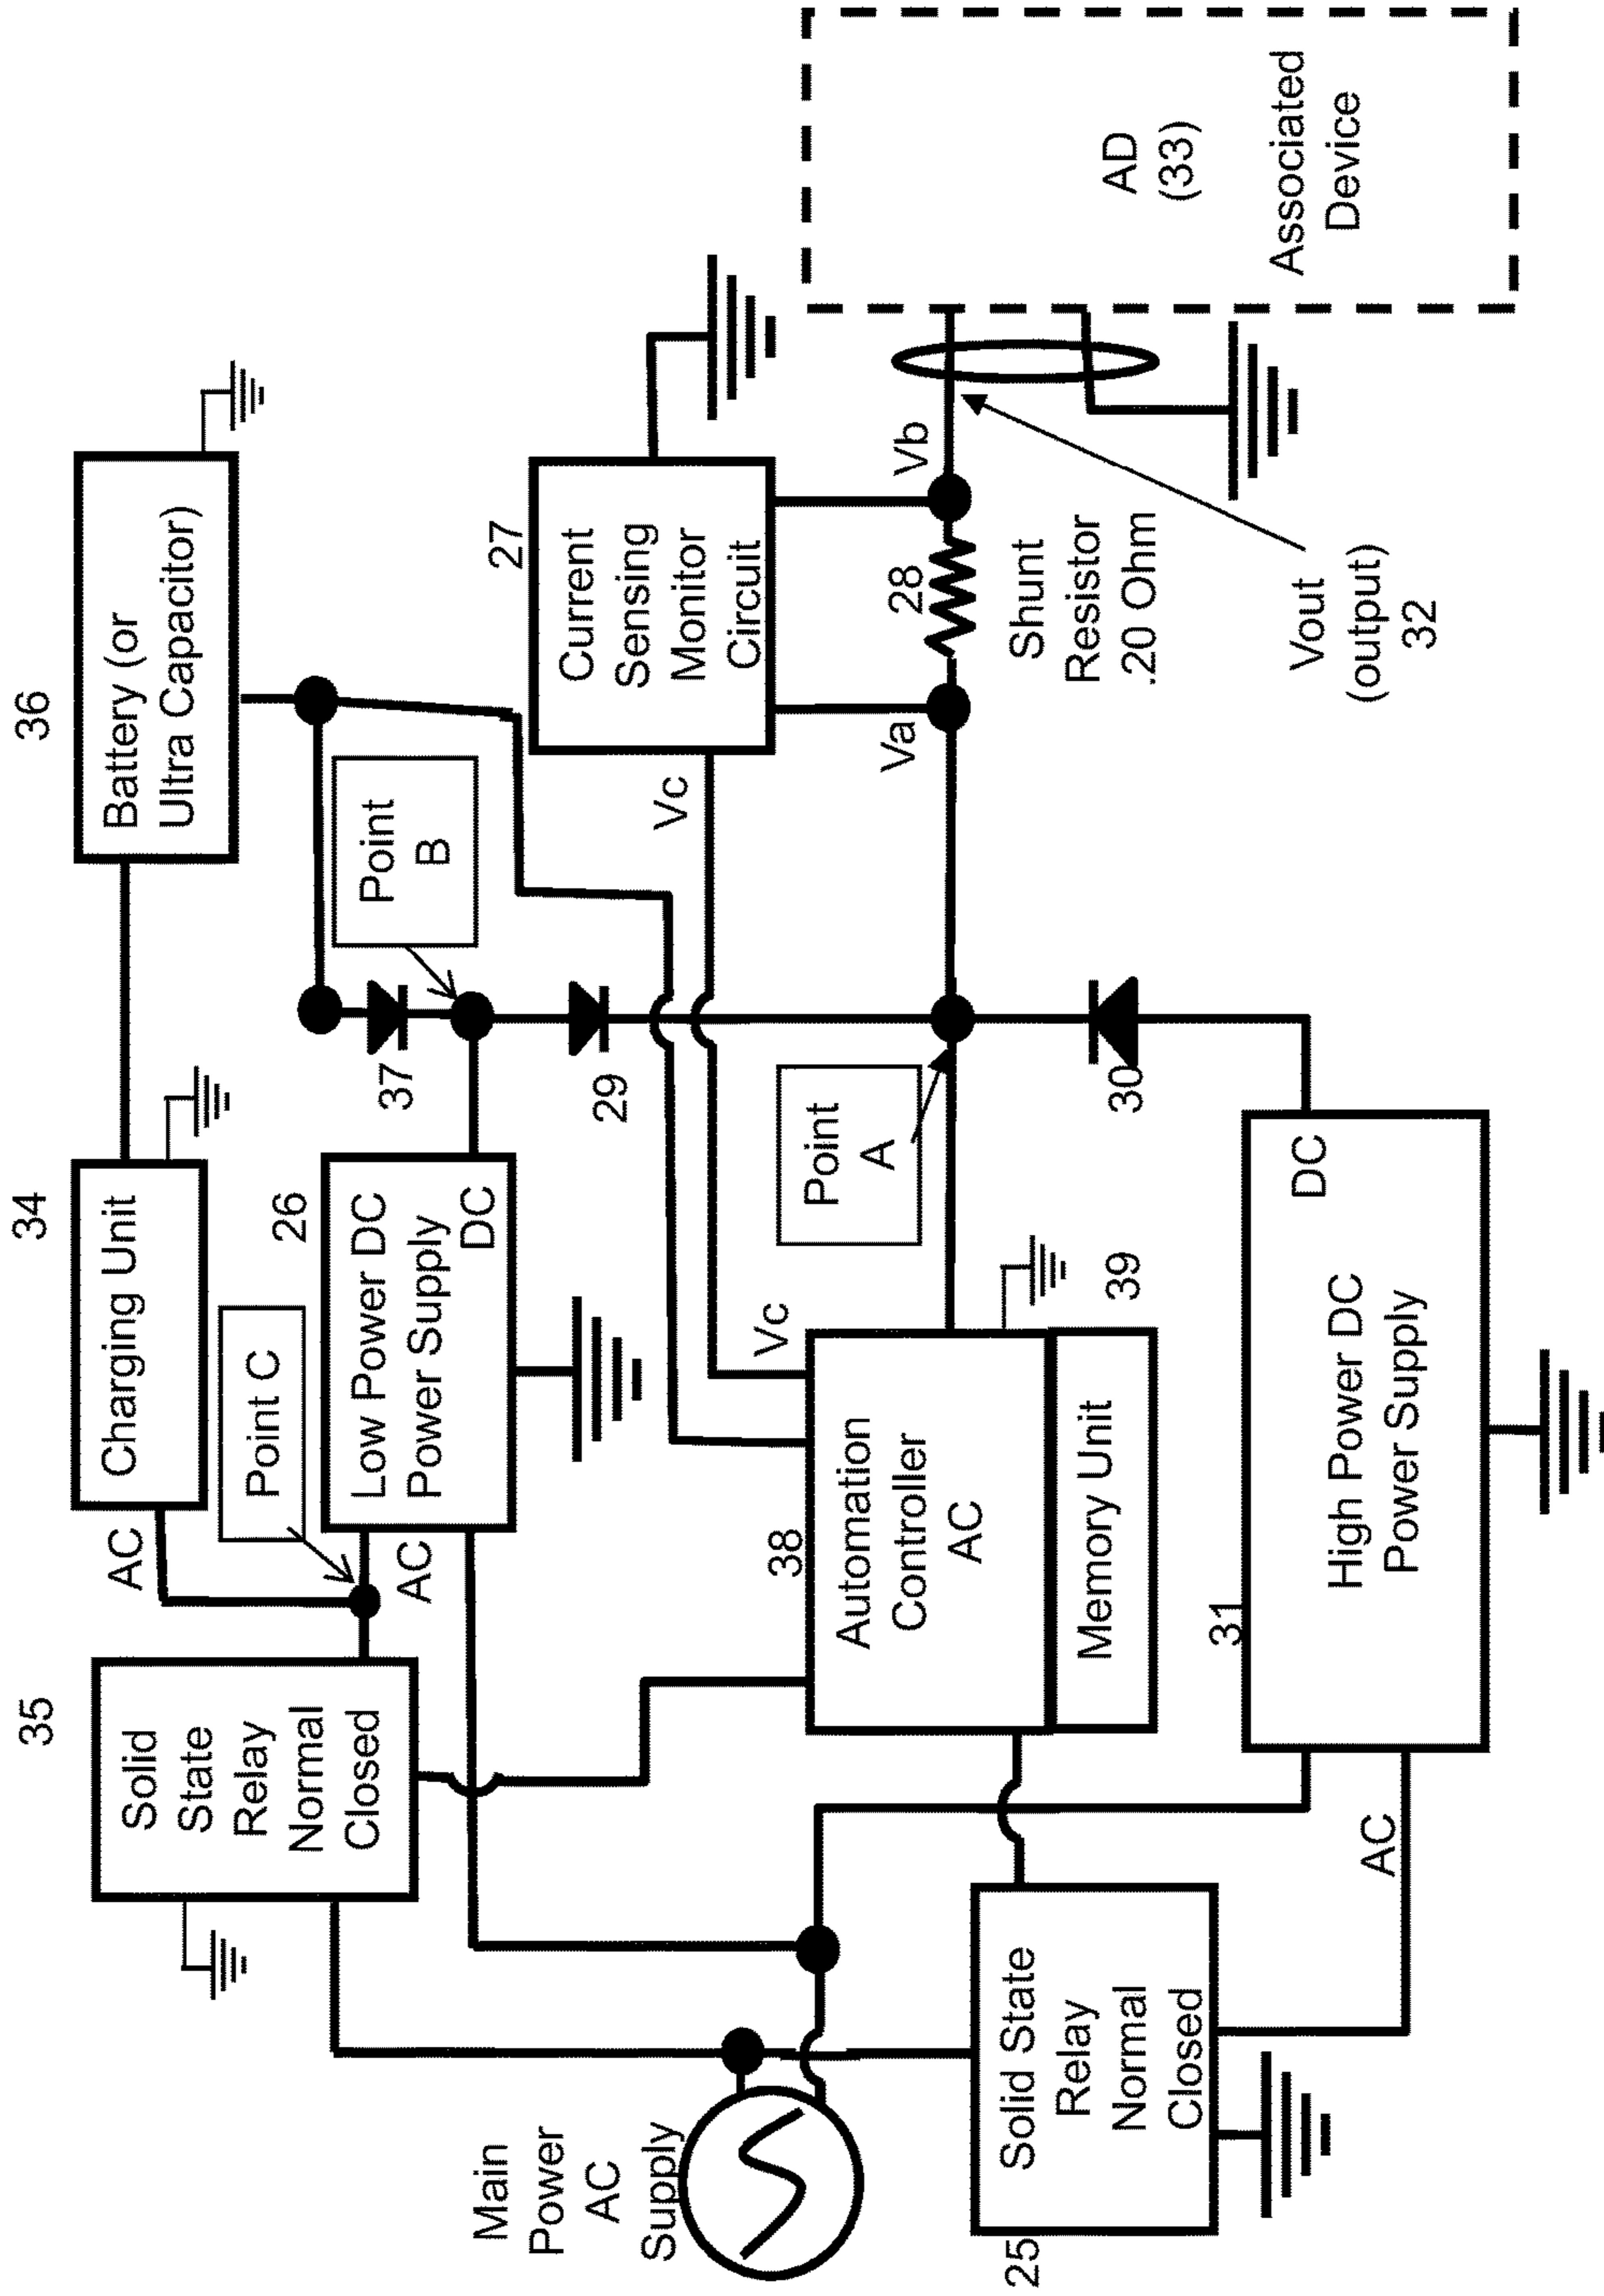 35
Solid
State
Relay
Normal
Closed
AC
Point C
34
Charging Unit
36
Battery (or
Ultra Capacitor)
26
Low Power DC
Power Supply
DC
AC
37
Point
B
29
27
Current
Sensing
Monitor
Circuit
Vc
Vc
Main
Power
AC
Supply
38
Automation
Controller
AC
Memory Unit
39
Point
A
Va
28
Vb
Shunt
Resistor
.20 Ohm
Vout
(output)
32
AD
(33)
Associated
Device
25
Solid State
Relay
Normal
Closed
AC
31
High Power DC
Power Supply
DC
30